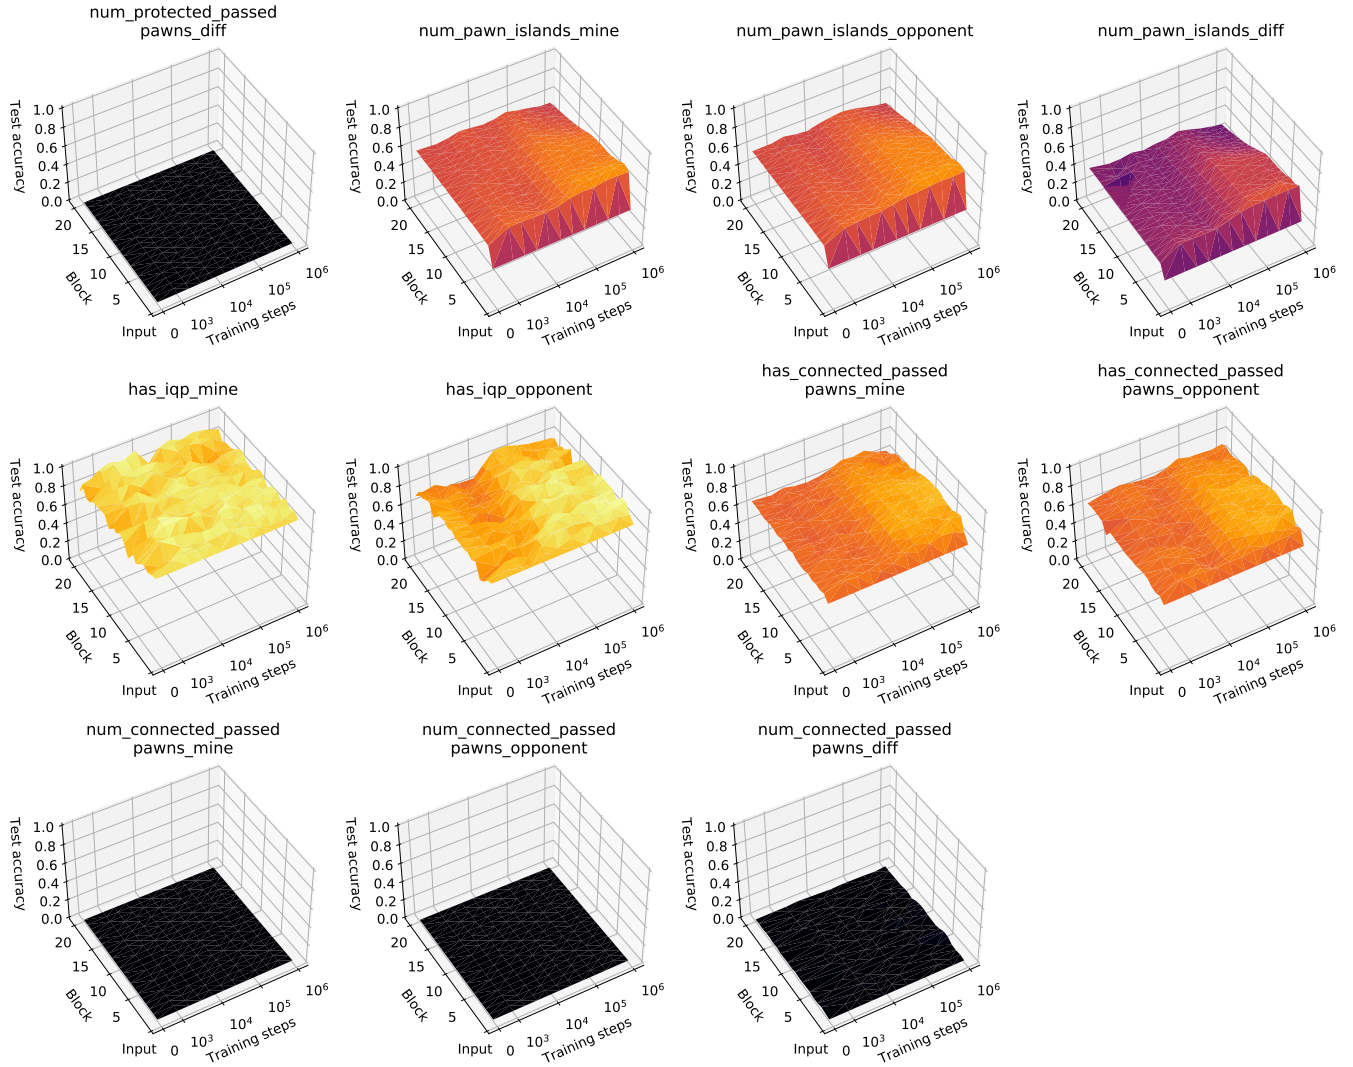 num_protected_passed
pawns_diff
Test accuracy
1.0
0.8
0.6
0.4
0.2
0.0
20
15
10
5
Input
Block
0
10³
10⁴
10⁵
10⁶
Training steps
num_pawn_islands_mine
Test accuracy
1.0
0.8
0.6
0.4
0.2
0.0
20
15
10
5
Input
Block
0
10³
10⁴
10⁵
10⁶
Training steps
num_pawn_islands_opponent
Test accuracy
1.0
0.8
0.6
0.4
0.2
0.0
20
15
10
5
Input
Block
0
10³
10⁴
10⁵
10⁶
Training steps
num_pawn_islands_diff
Test accuracy
1.0
0.8
0.6
0.4
0.2
0.0
20
15
10
5
Input
Block
0
10³
10⁴
10⁵
10⁶
Training steps
has_iqp_mine
Test accuracy
1.0
0.8
0.6
0.4
0.2
0.0
20
15
10
5
Input
Block
0
10³
10⁴
10⁵
10⁶
Training steps
has_iqp_opponent
Test accuracy
1.0
0.8
0.6
0.4
0.2
0.0
20
15
10
5
Input
Block
0
10³
10⁴
10⁵
10⁶
Training steps
has_connected_passed
pawns_mine
Test accuracy
1.0
0.8
0.6
0.4
0.2
0.0
20
15
10
5
Input
Block
0
10³
10⁴
10⁵
10⁶
Training steps
has_connected_passed
pawns_opponent
Test accuracy
1.0
0.8
0.6
0.4
0.2
0.0
20
15
10
5
Input
Block
0
10³
10⁴
10⁵
10⁶
Training steps
num_connected_passed
pawns_mine
Test accuracy
1.0
0.8
0.6
0.4
0.2
0.0
20
15
10
5
Input
Block
0
10³
10⁴
10⁵
10⁶
Training steps
num_connected_passed
pawns_opponent
Test accuracy
1.0
0.8
0.6
0.4
0.2
0.0
20
15
10
5
Input
Block
0
10³
10⁴
10⁵
10⁶
Training steps
num_connected_passed
pawns_diff
Test accuracy
1.0
0.8
0.6
0.4
0.2
0.0
20
15
10
5
Input
Block
0
10³
10⁴
10⁵
10⁶
Training steps